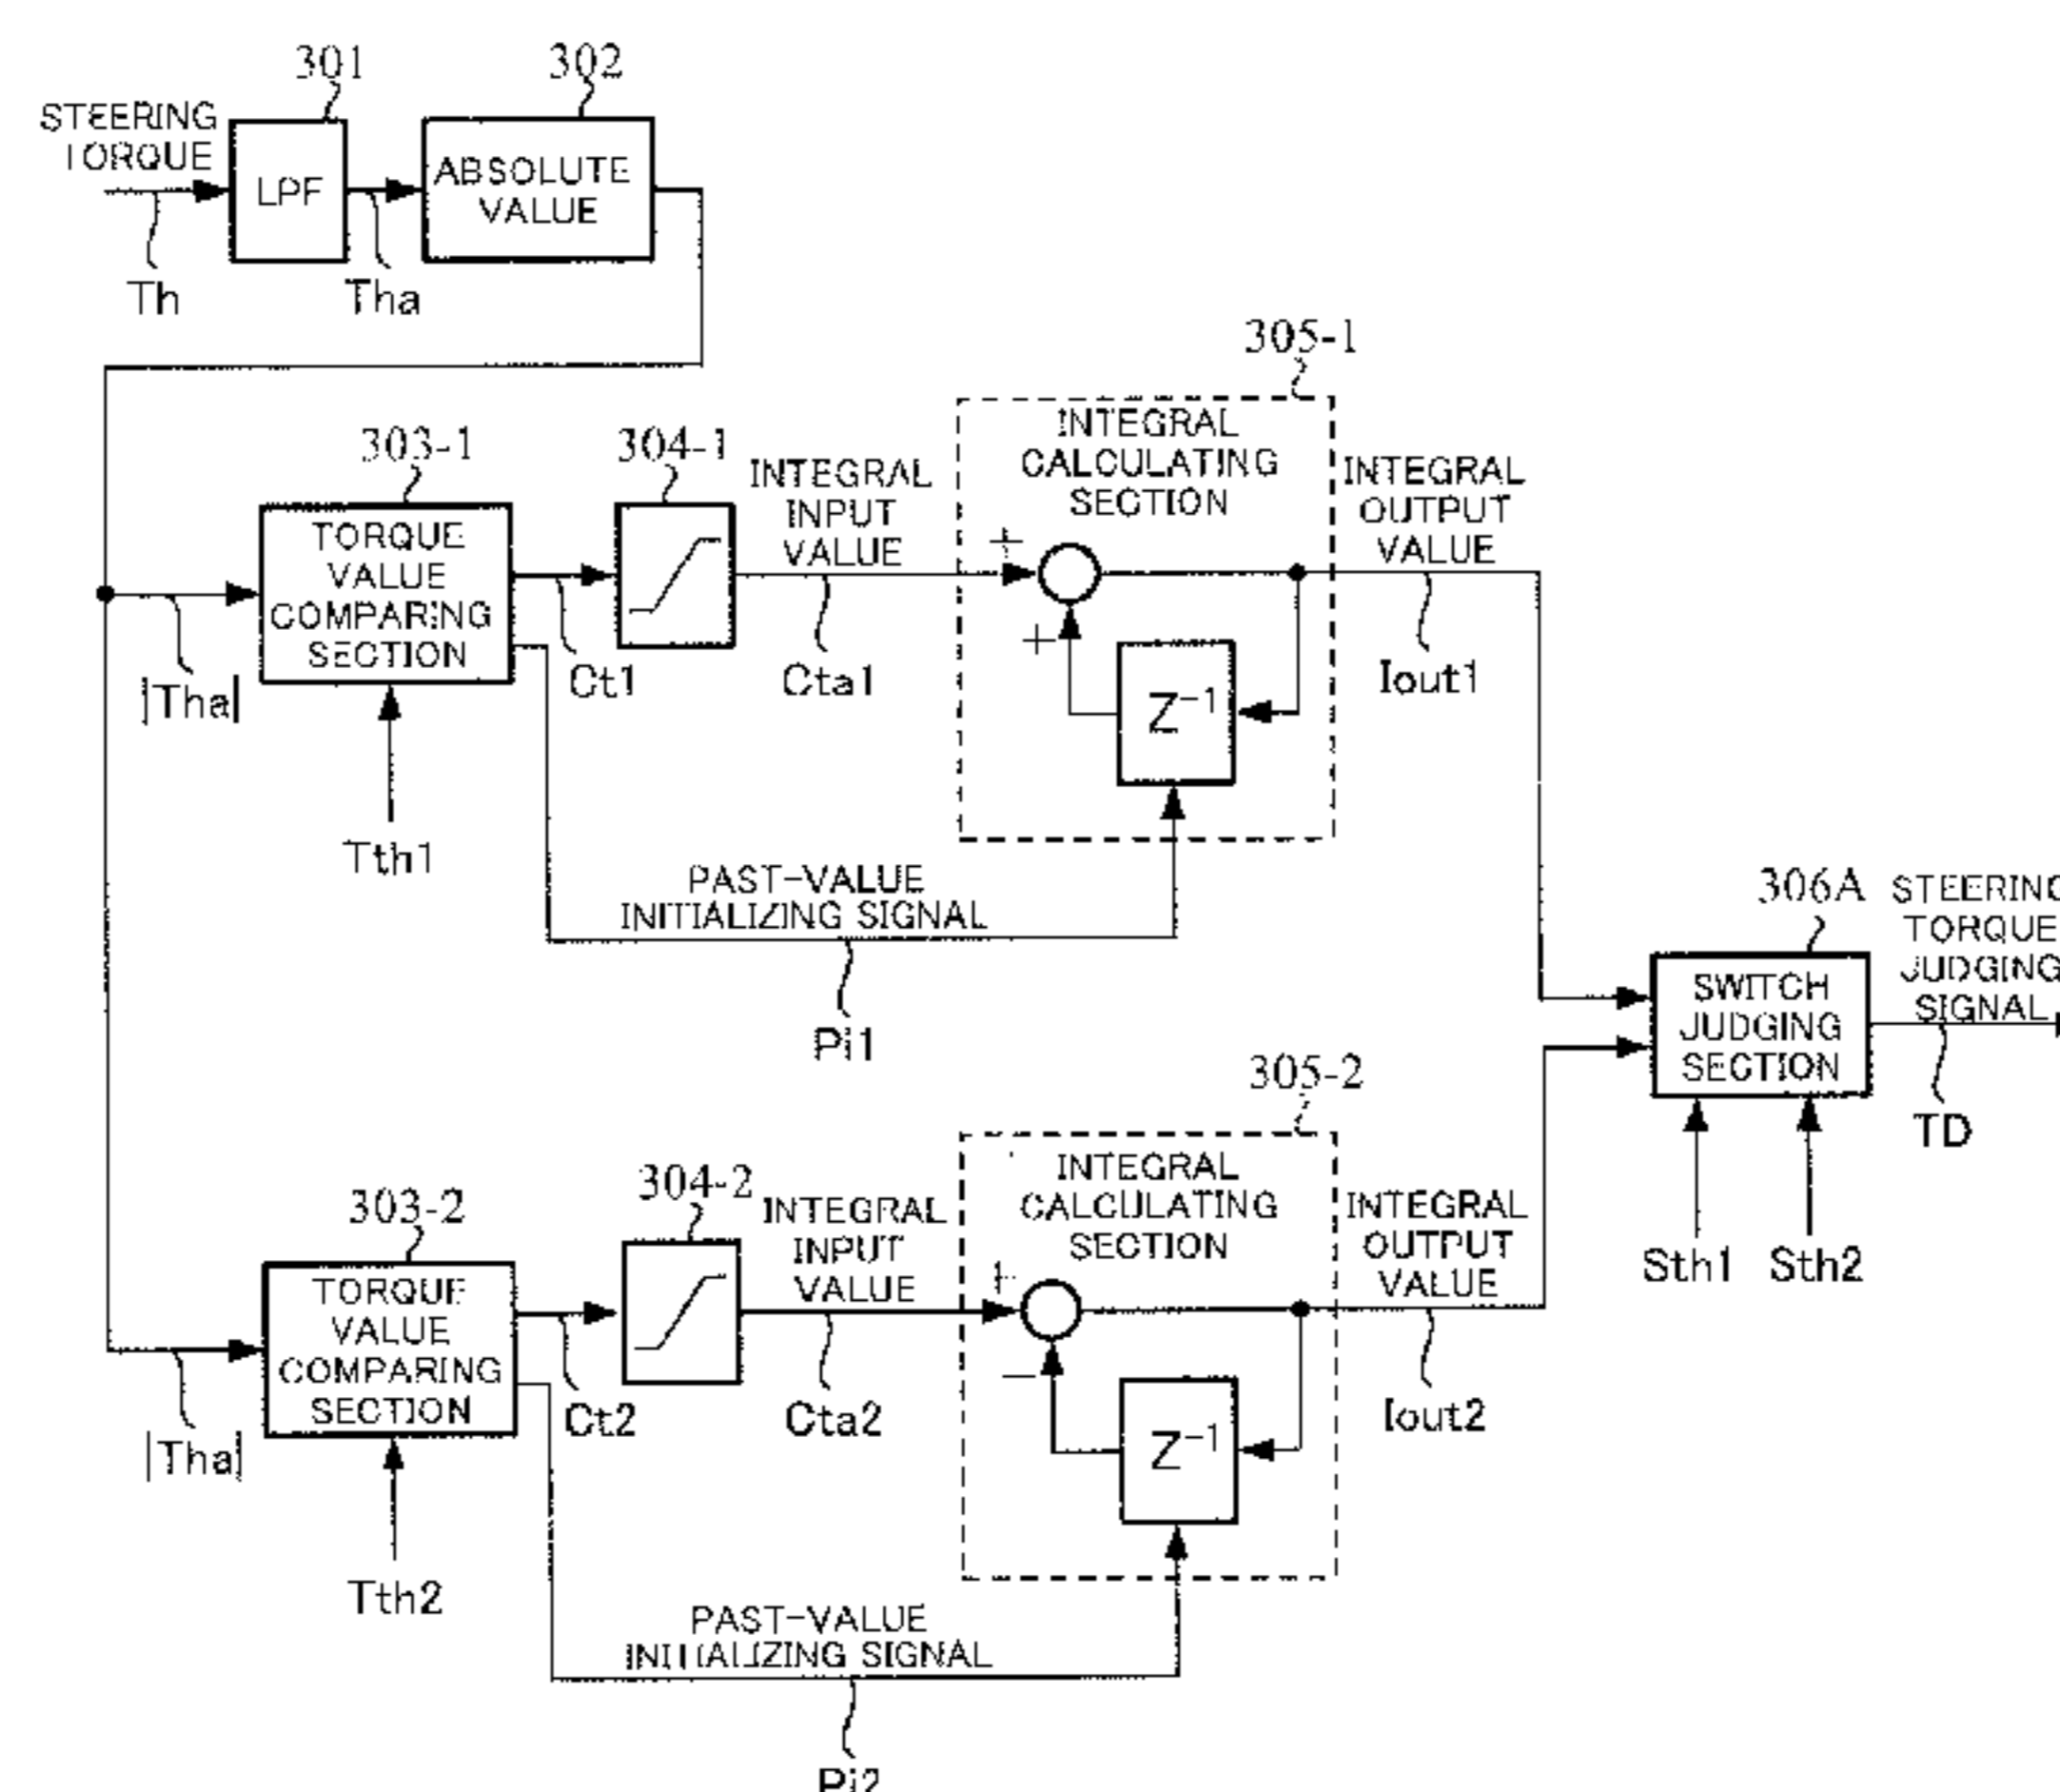 301
302
STEERING
TORQUE
LPF
ABSOLUTE
VALUE
Th
Tha
305-1
303-1
304-1
INTEGRAL
INPUT
VALUE
INTEGRAL
CALCULATING
SECTION
INTEGRAL
OUTPUT
VALUE
TORQUE
VALUE
COMPARING
SECTION
+
+
|Tha|
Ct1
Cta1
Z⁻¹
Iout1
Tth1
PAST-VALUE
INITIALIZING SIGNAL
Pi1
306A
STEERING
TORQUE
JUDGING
SIGNAL
SWITCH
JUDGING
SECTION
TD
Sth1
Sth2
305-2
303-2
304-2
INTEGRAL
INPUT
VALUE
INTEGRAL
CALCULATING
SECTION
INTEGRAL
OUTPUT
VALUE
TORQUE
VALUE
COMPARING
SECTION
+
−
|Tha|
Ct2
Cta2
Z⁻¹
Iout2
Tth2
PAST-VALUE
INITIALIZING SIGNAL
Pi2